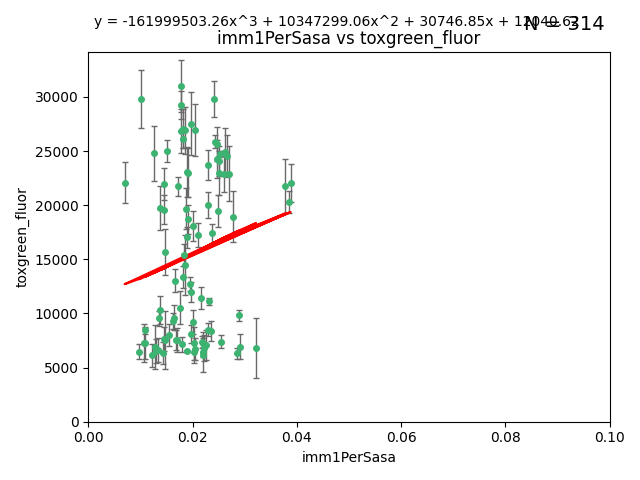 y = -161999503.26x^3 + 10347299.06x^2 + 30746.85x + 12040.62
N = 314
imm1PerSasa vs toxgreen_fluor
30000
25000
20000
15000
10000
5000
0
toxgreen_fluor
0.00 0.02 0.04 0.06 0.08 0.10
imm1PerSasa